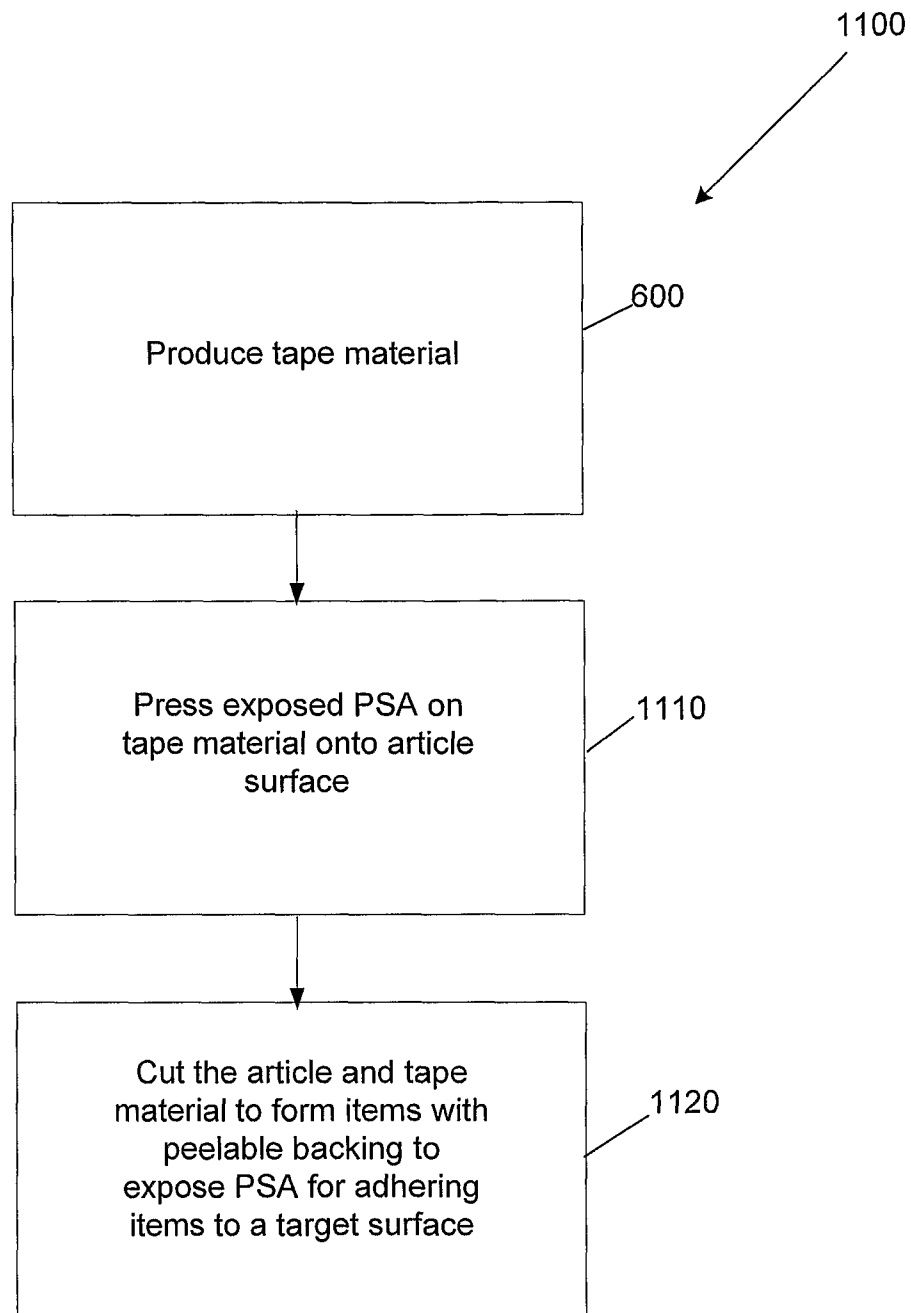 1100
600
Produce tape material
Press exposed PSA on
tape material onto article
surface
1110
Cut the article and tape
material to form items with
peelable backing to
expose PSA for adhering
items to a target surface
1120